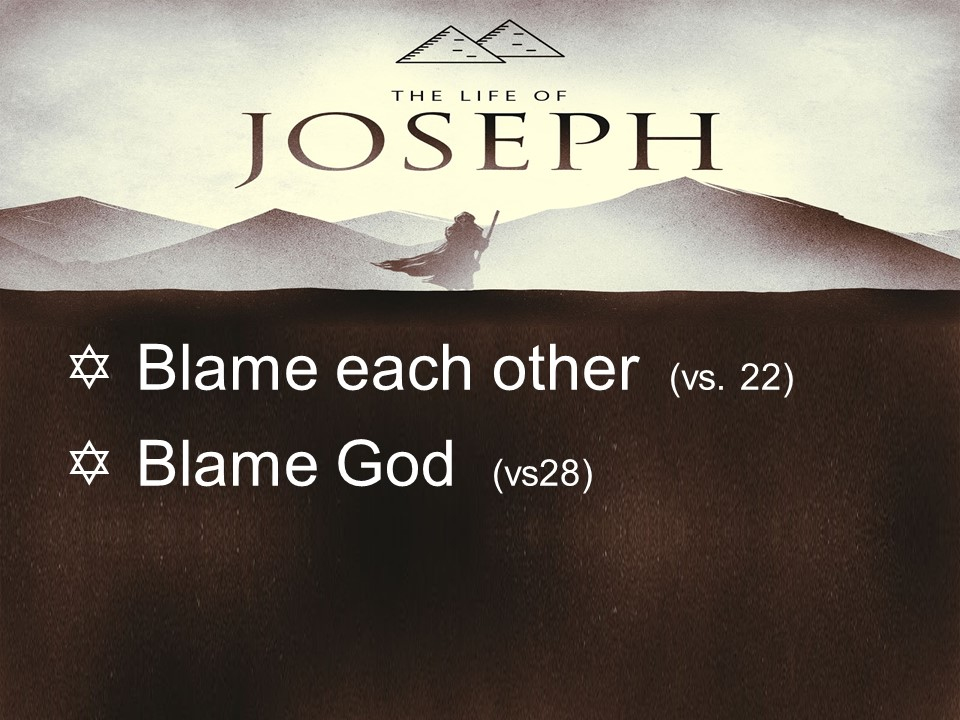 THE LIFE OF
JOSEPH
✡ Blame each other (vs. 22)
✡ Blame God (vs28)